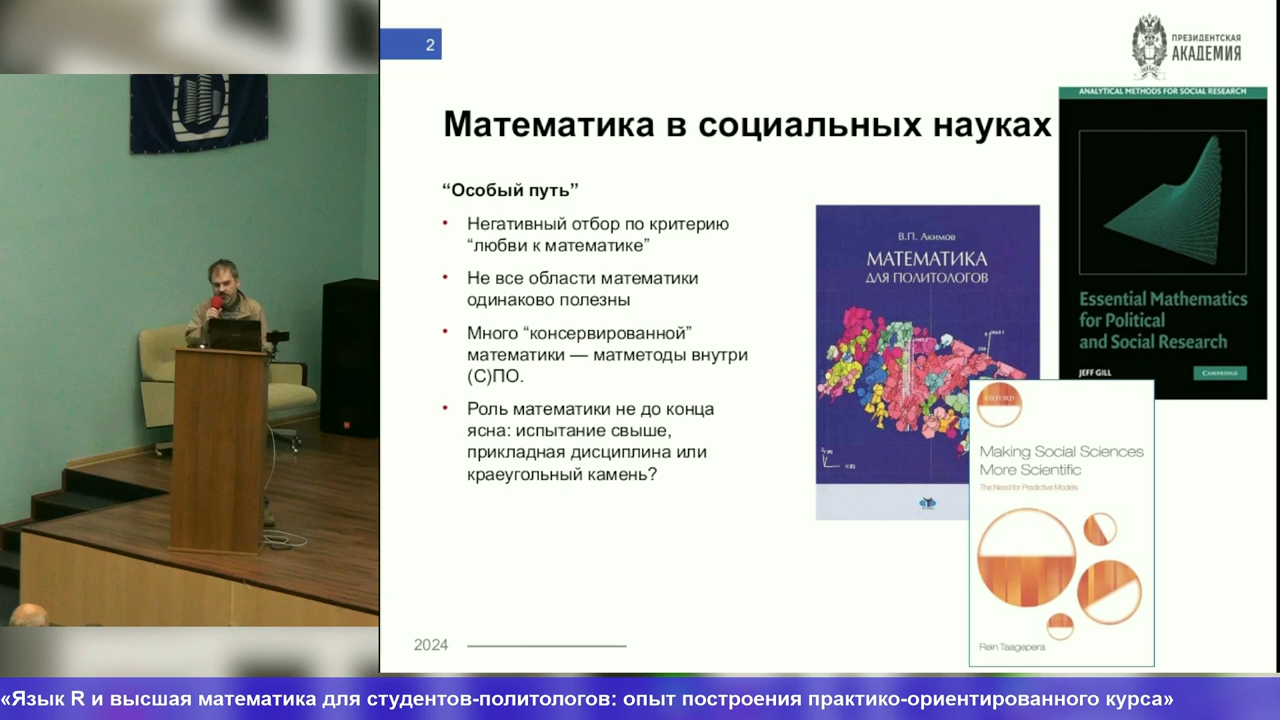 2
ПРЕЗИДЕНТСКАЯ
АКАДЕМИЯ
Математика в социальных науках
“Особый путь”
• Негативный отбор по критерию
“любви к математике”
• Не все области математики
одинаково полезны
• Много “консервированной”
математики — матметоды внутри
(С)ПО.
• Роль математики не до конца
ясна: испытание свыше,
прикладная дисциплина или
краеугольный камень?
В.П. Акимов
МАТЕМАТИКА
ДЛЯ ПОЛИТОЛОГОВ
ANALYTICAL METHODS FOR SOCIAL RESEARCH
Essential Mathematics
for Political
and Social Research
JEFF GILL
CAMBRIDGE
OXFORD
Making Social Sciences
More Scientific
The Need for Predictive Models
Rein Taagepera
2024
«Язык R и высшая математика для студентов-политологов: опыт построения практико-ориентированного курса»